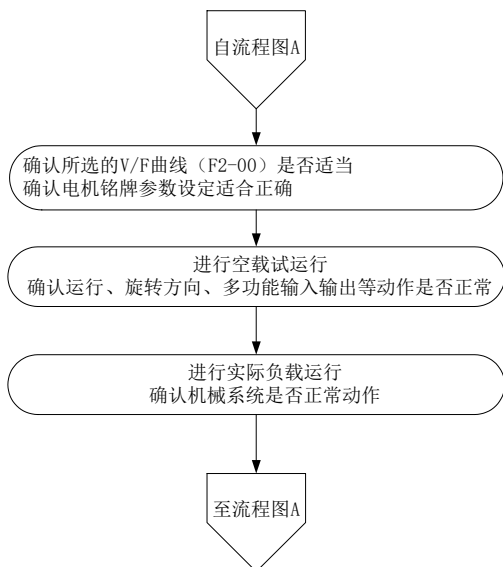 自流程图A
确认所选的V/F曲线（F2-00）是否适当
确认电机铭牌参数设定适合正确
进行空载试运行
确认运行、旋转方向、多功能输入输出等动作是否正常
进行实际负载运行
确认机械系统是否正常动作
至流程图A